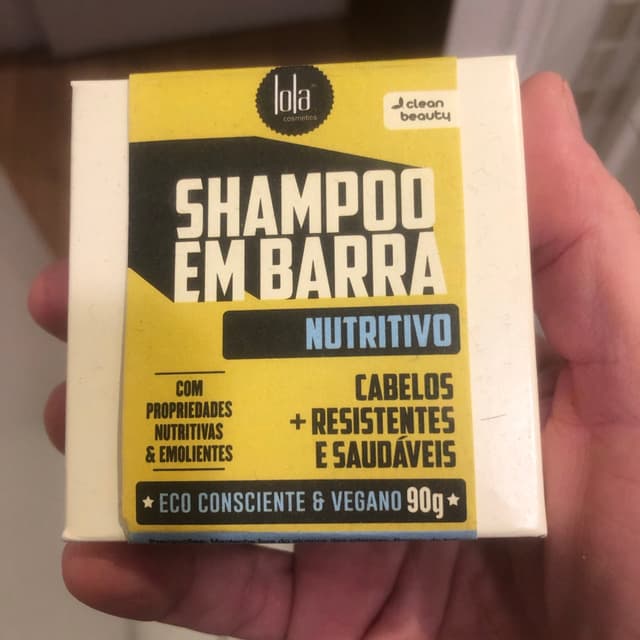 lola
cosmetics
clean
beauty
SHAMPOO
EM BARRA
NUTRITIVO
COM
PROPRIEDADES
NUTRITIVAS
& EMOLIENTES
CABELOS
+ RESISTENTES
E SAUDÁVEIS
ECO CONSCIENTE & VEGANO 90g